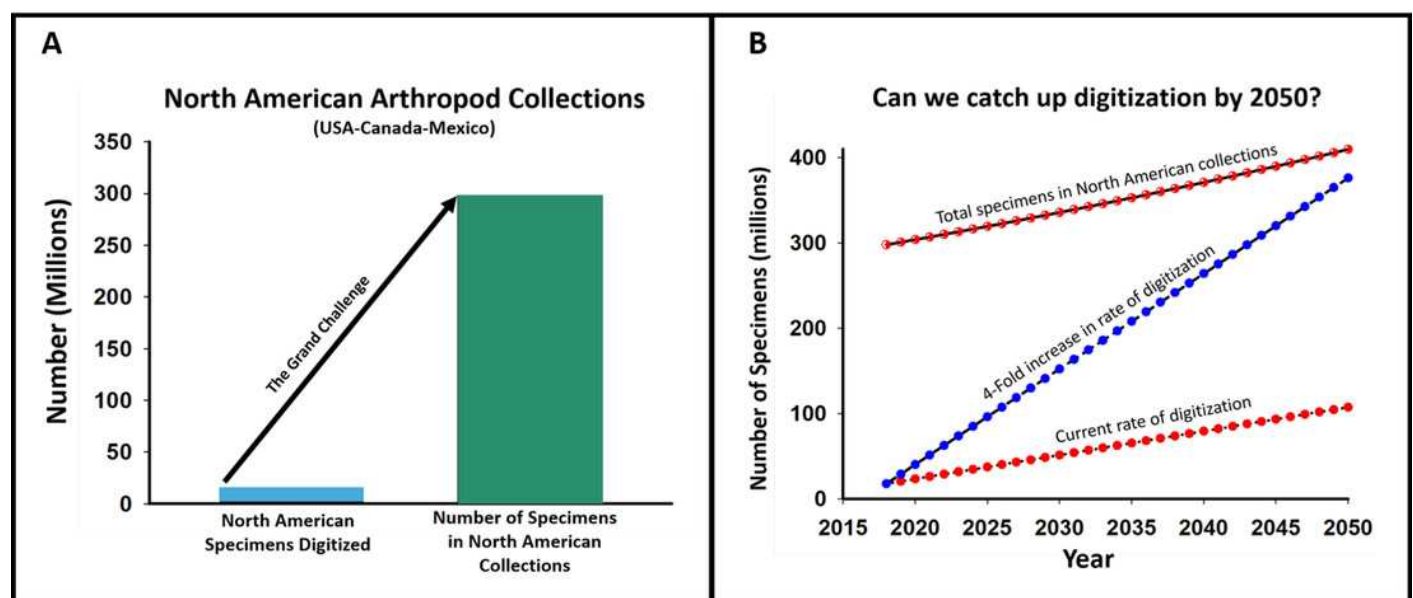 A
North American Arthropod Collections
(USA-Canada-Mexico)
Number (Millions)
350
300
250
200
150
100
50
0
The Grand Challenge
North American
Specimens Digitized
Number of Specimens
in North American
Collections
B
Can we catch up digitization by 2050?
Number of Specimens (millions)
400
300
200
100
0
Total specimens in North American collections
4-Fold increase in rate of digitization
Current rate of digitization
2015 2020 2025 2030 2035 2040 2045 2050
Year